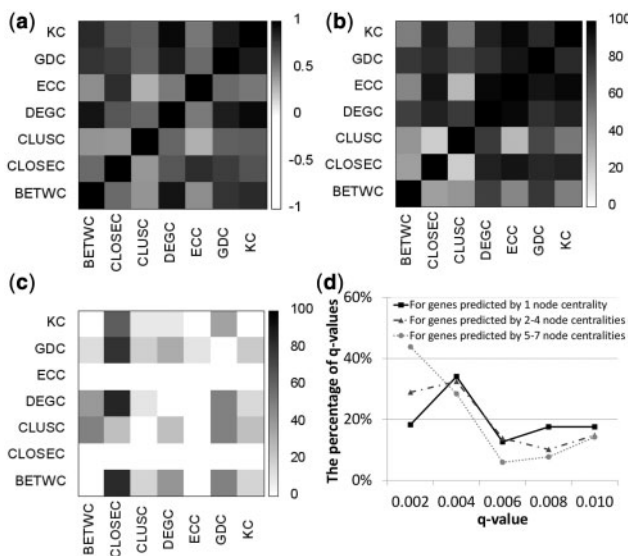 (a)
KC
GDC
ECC
DEGC
CLUSC
CLOSEC
BETWC
BETWC
CLOSEC
CLUSC
DEGC
ECC
GDC
KC
1
0.5
0
-0.5
-1
(b)
KC
GDC
ECC
DEGC
CLUSC
CLOSEC
BETWC
BETWC
CLOSEC
CLUSC
DEGC
ECC
GDC
KC
100
80
60
40
20
0
(c)
KC
GDC
ECC
DEGC
CLUSC
CLOSEC
BETWC
BETWC
CLOSEC
CLUSC
DEGC
ECC
GDC
KC
100
80
60
40
20
0
(d)
The percentage of q-values
60%
40%
20%
0%
For genes predicted by 1 node centrality
For genes predicted by 2-4 node centralities
For genes predicted by 5-7 node centralities
0.002 0.004 0.006 0.008 0.010
q-value